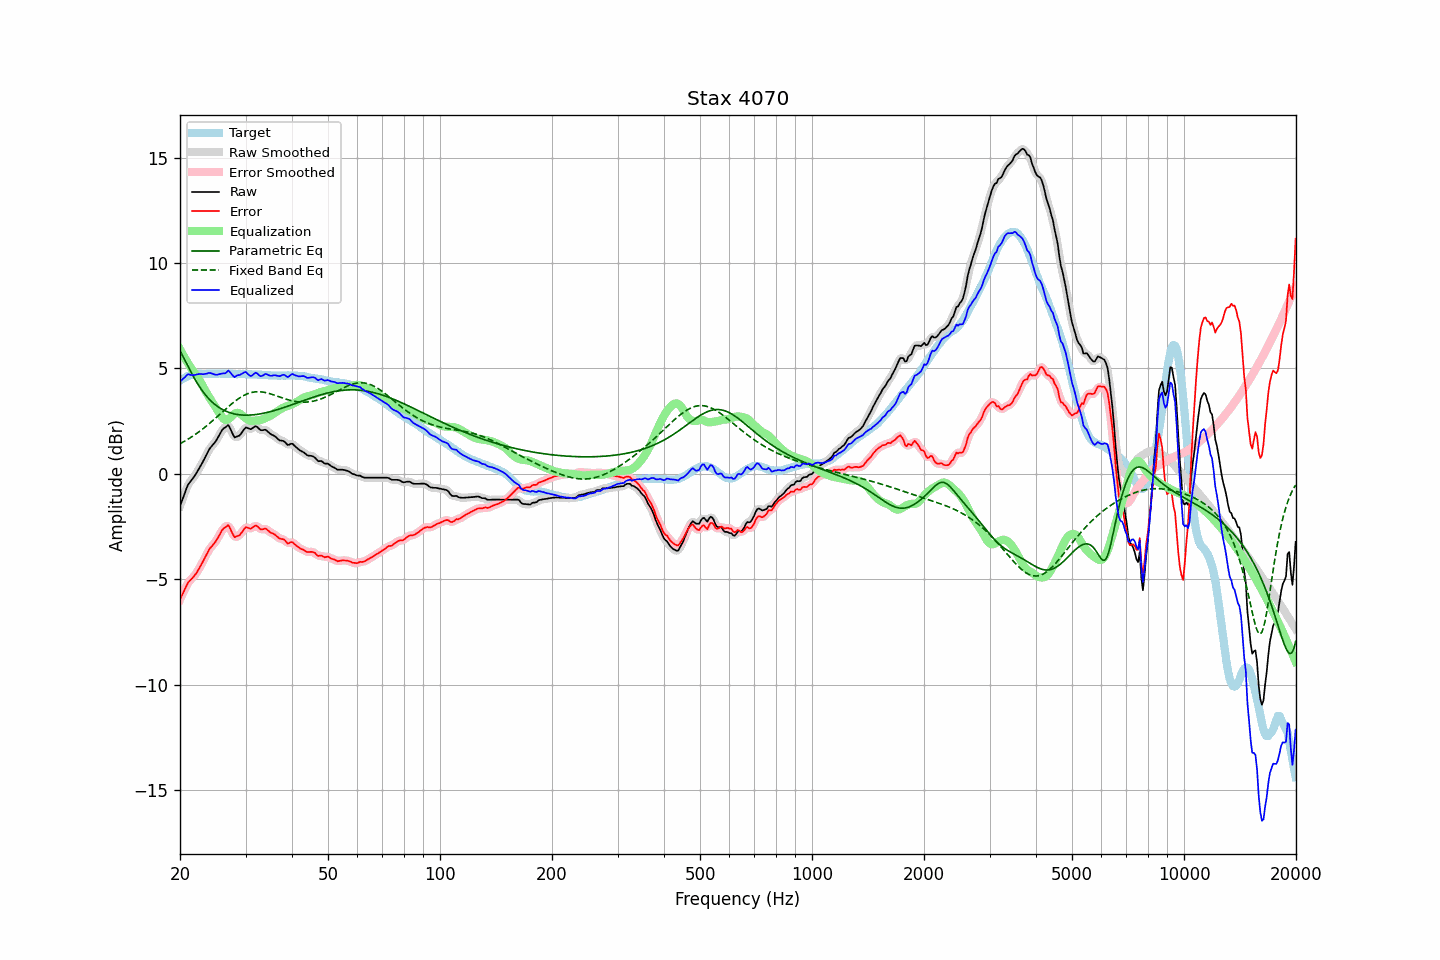 Stax 4070
Amplitude (dBr)
15
10
5
0
−5
−10
−15
Target
Raw Smoothed
Error Smoothed
Raw
Error
Equalization
Parametric Eq
Fixed Band Eq
Equalized
20 50 100 200 500 1000 2000 5000 10000 20000
Frequency (Hz)